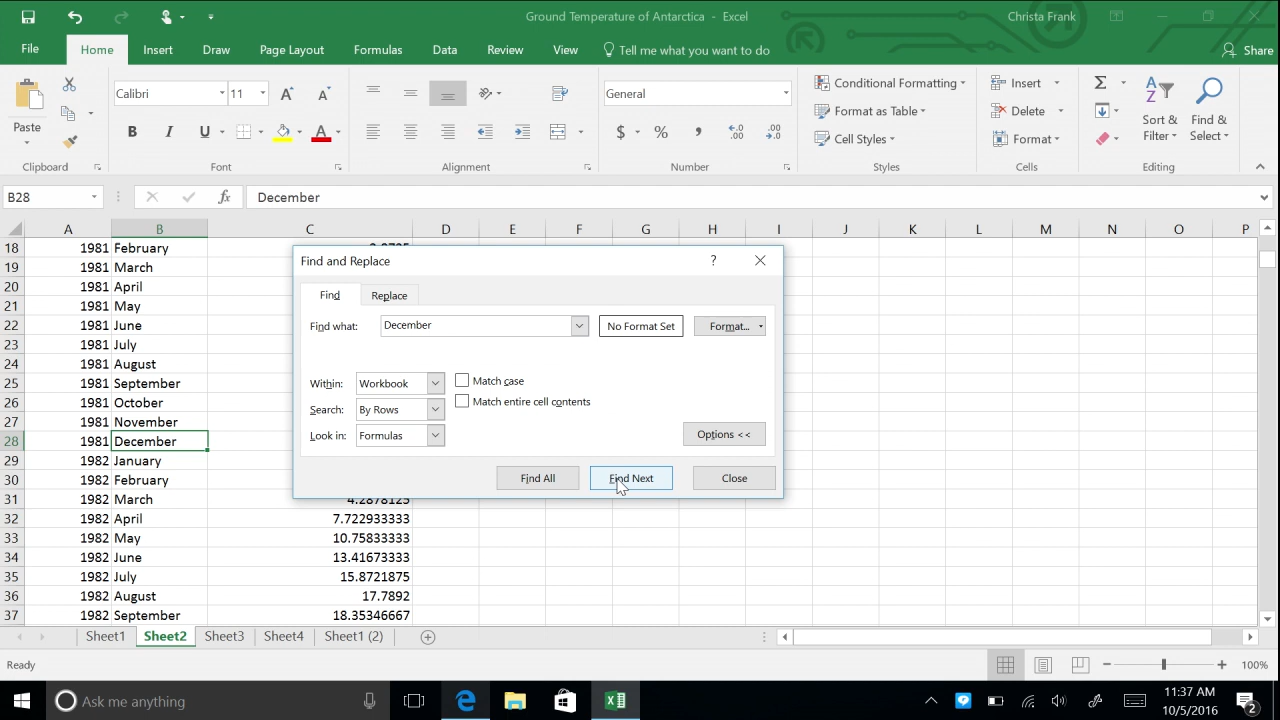 Ground Temperature of Antarctica - Excel
Christa Frank
File Home Insert Draw Page Layout Formulas Data Review View Tell me what you want to do Share
Paste
Calibri 11
B I U A
General
$ % ,
Conditional Formatting
Format as Table
Cell Styles
Insert
Delete
Format
Sort & Filter
Find & Select
Clipboard Font Alignment Number Styles Cells Editing
B28 fx December
A B C D E F G H I J K L M N O P
18 1981 February
19 1981 March
20 1981 April
21 1981 May
22 1981 June
23 1981 July
24 1981 August
25 1981 September
26 1981 October
27 1981 November
28 1981 December
29 1982 January
30 1982 February
31 1982 March 4.2878125
32 1982 April 7.722933333
33 1982 May 10.75833333
34 1982 June 13.41673333
35 1982 July 15.8721875
36 1982 August 17.7892
37 1982 September 18.35346667
Find and Replace ?
Find Replace
Find what: December No Format Set Format...
Within: Workbook Match case
Search: By Rows Match entire cell contents
Look in: Formulas Options <<
Find All Find Next Close
Sheet1 Sheet2 Sheet3 Sheet4 Sheet1 (2)
Ready 100%
Ask me anything
11:37 AM
10/5/2016
2